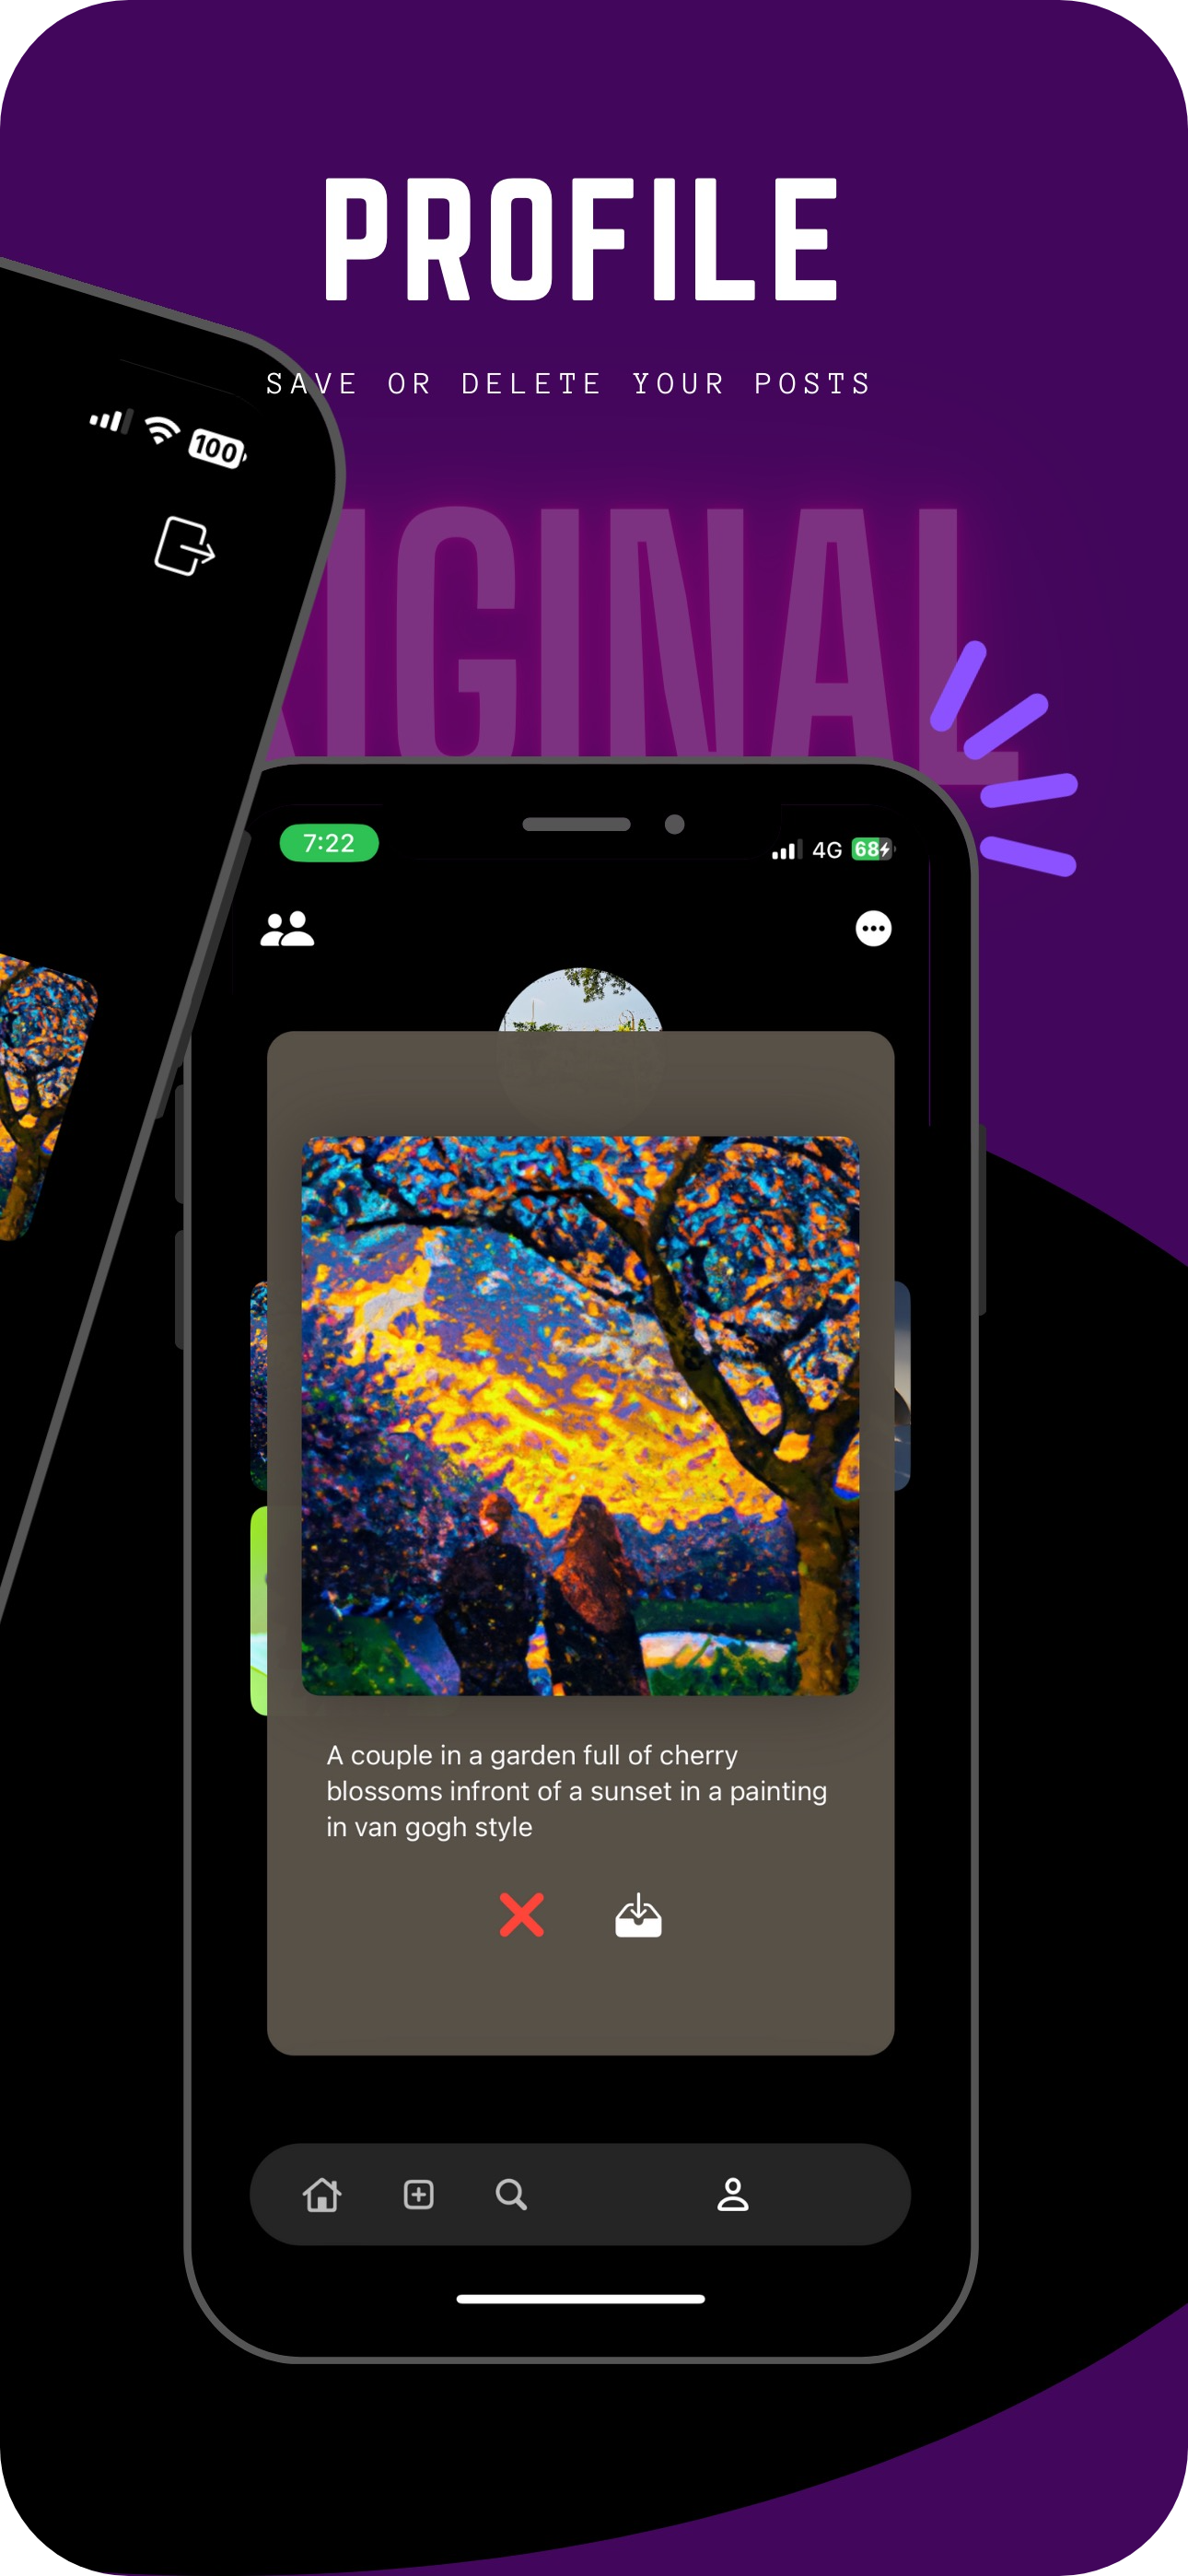 PROFILE
SAVE OR DELETE YOUR POSTS
100
IGINAL
7:22
4G 68
A couple in a garden full of cherry
blossoms infront of a sunset in a painting
in van gogh style